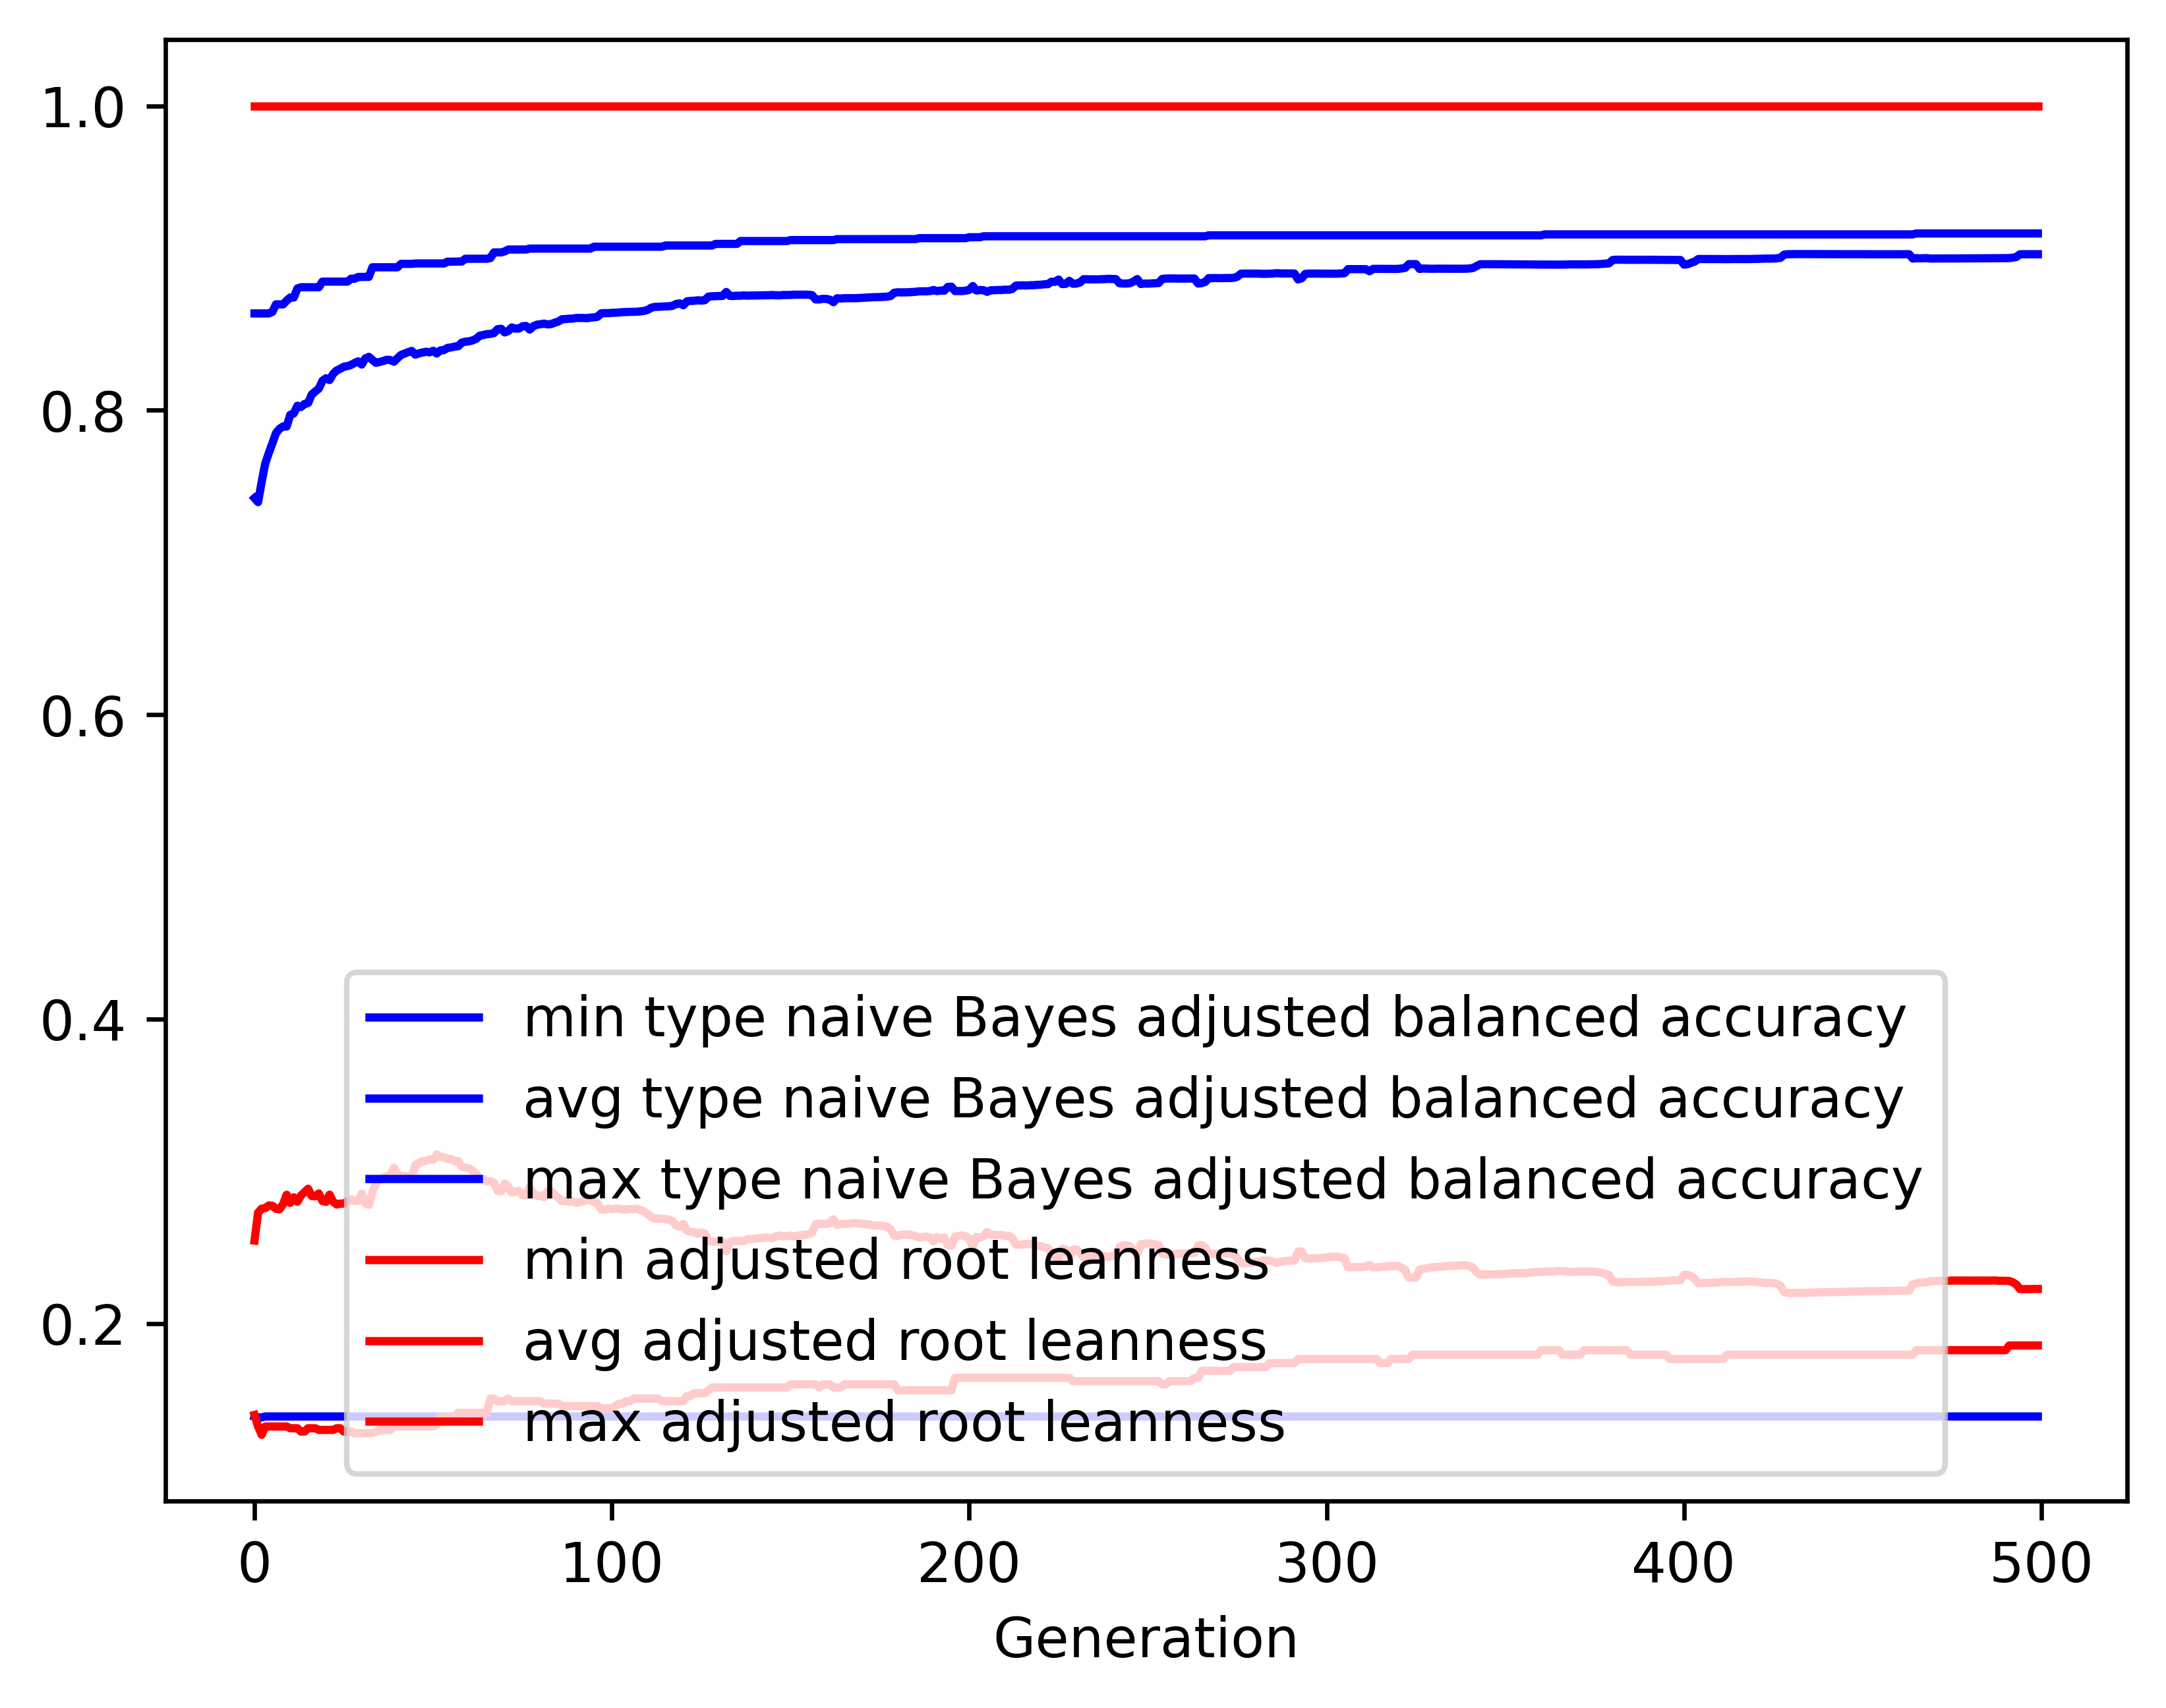 1.0
0.8
0.6
0.4
0.2
min type naive Bayes adjusted balanced accuracy
avg type naive Bayes adjusted balanced accuracy
max type naive Bayes adjusted balanced accuracy
min adjusted root leanness
avg adjusted root leanness
max adjusted root leanness
0 100 200 300 400 500
Generation